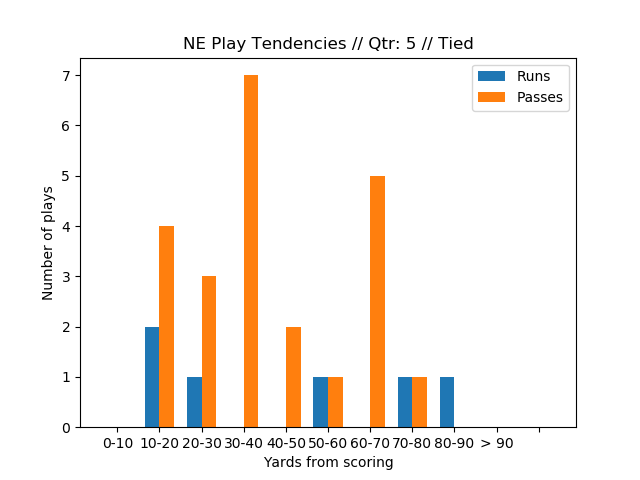 NE Play Tendencies // Qtr: 5 // Tied
Runs
Passes
Number of plays
7
6
5
4
3
2
1
0
0-10 10-20 20-30 30-40 40-50 50-60 60-70 70-80 80-90 > 90
Yards from scoring